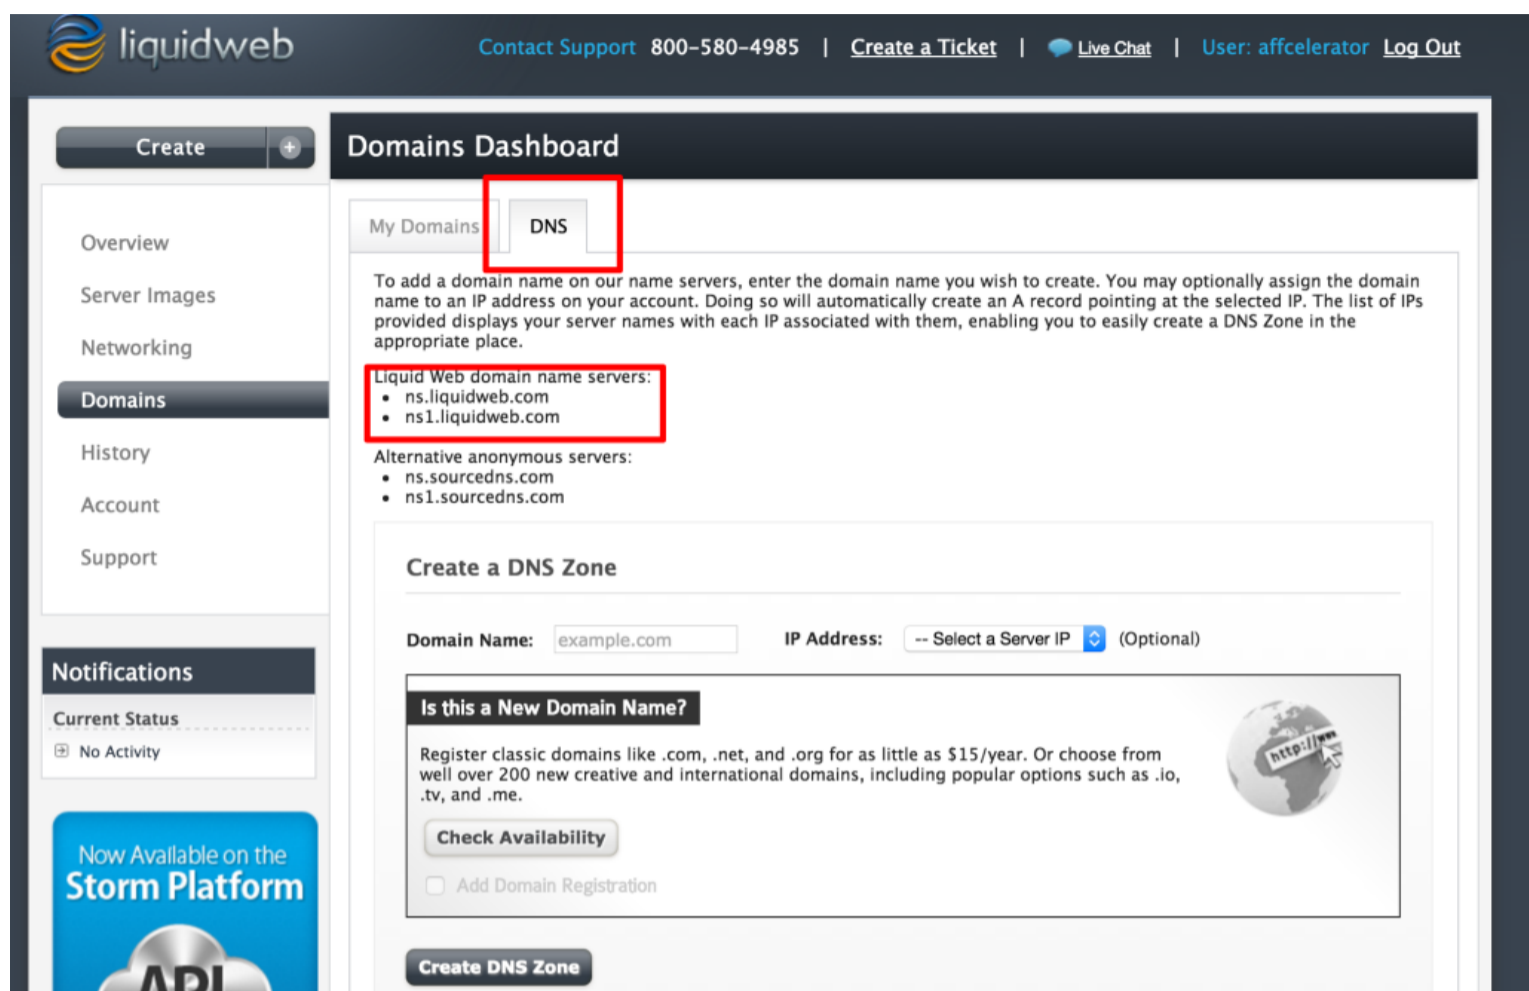 liquidweb
Contact Support 800-580-4985 | Create a Ticket | Live Chat | User: affcelerator Log Out
Create +
Overview
Server Images
Networking
Domains
History
Account
Support
Notifications
Current Status
No Activity
Now Available on the
Storm Platform
API
Domains Dashboard
My Domains DNS
To add a domain name on our name servers, enter the domain name you wish to create. You may optionally assign the domain
name to an IP address on your account. Doing so will automatically create an A record pointing at the selected IP. The list of IPs
provided displays your server names with each IP associated with them, enabling you to easily create a DNS Zone in the
appropriate place.
Liquid Web domain name servers:
• ns.liquidweb.com
• ns1.liquidweb.com
Alternative anonymous servers:
• ns.sourcedns.com
• ns1.sourcedns.com
Create a DNS Zone
Domain Name: example.com IP Address: -- Select a Server IP (Optional)
Is this a New Domain Name?
Register classic domains like .com, .net, and .org for as little as $15/year. Or choose from
well over 200 new creative and international domains, including popular options such as .io,
.tv, and .me.
http://www
Check Availability
Add Domain Registration
Create DNS Zone